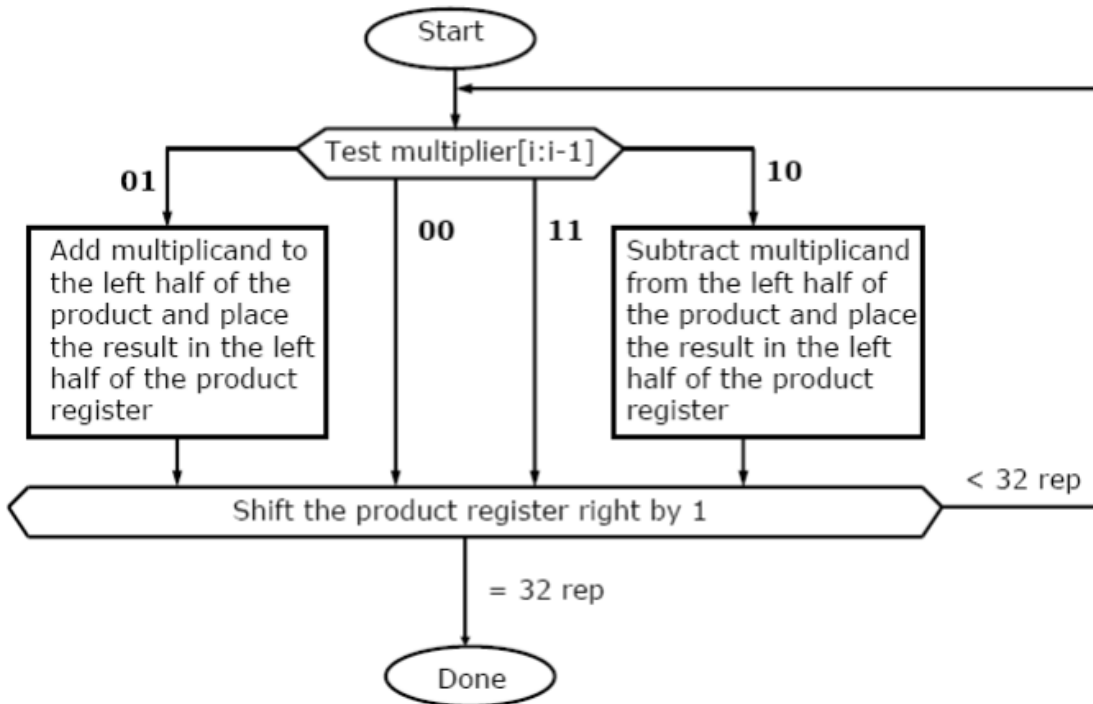 Start
Test multiplier[i:i-1]
01
00
11
10
Add multiplicand to
the left half of the
product and place
the result in the left
half of the product
register
Subtract multiplicand
from the left half of
the product and place
the result in the left
half of the product
register
Shift the product register right by 1
< 32 rep
= 32 rep
Done